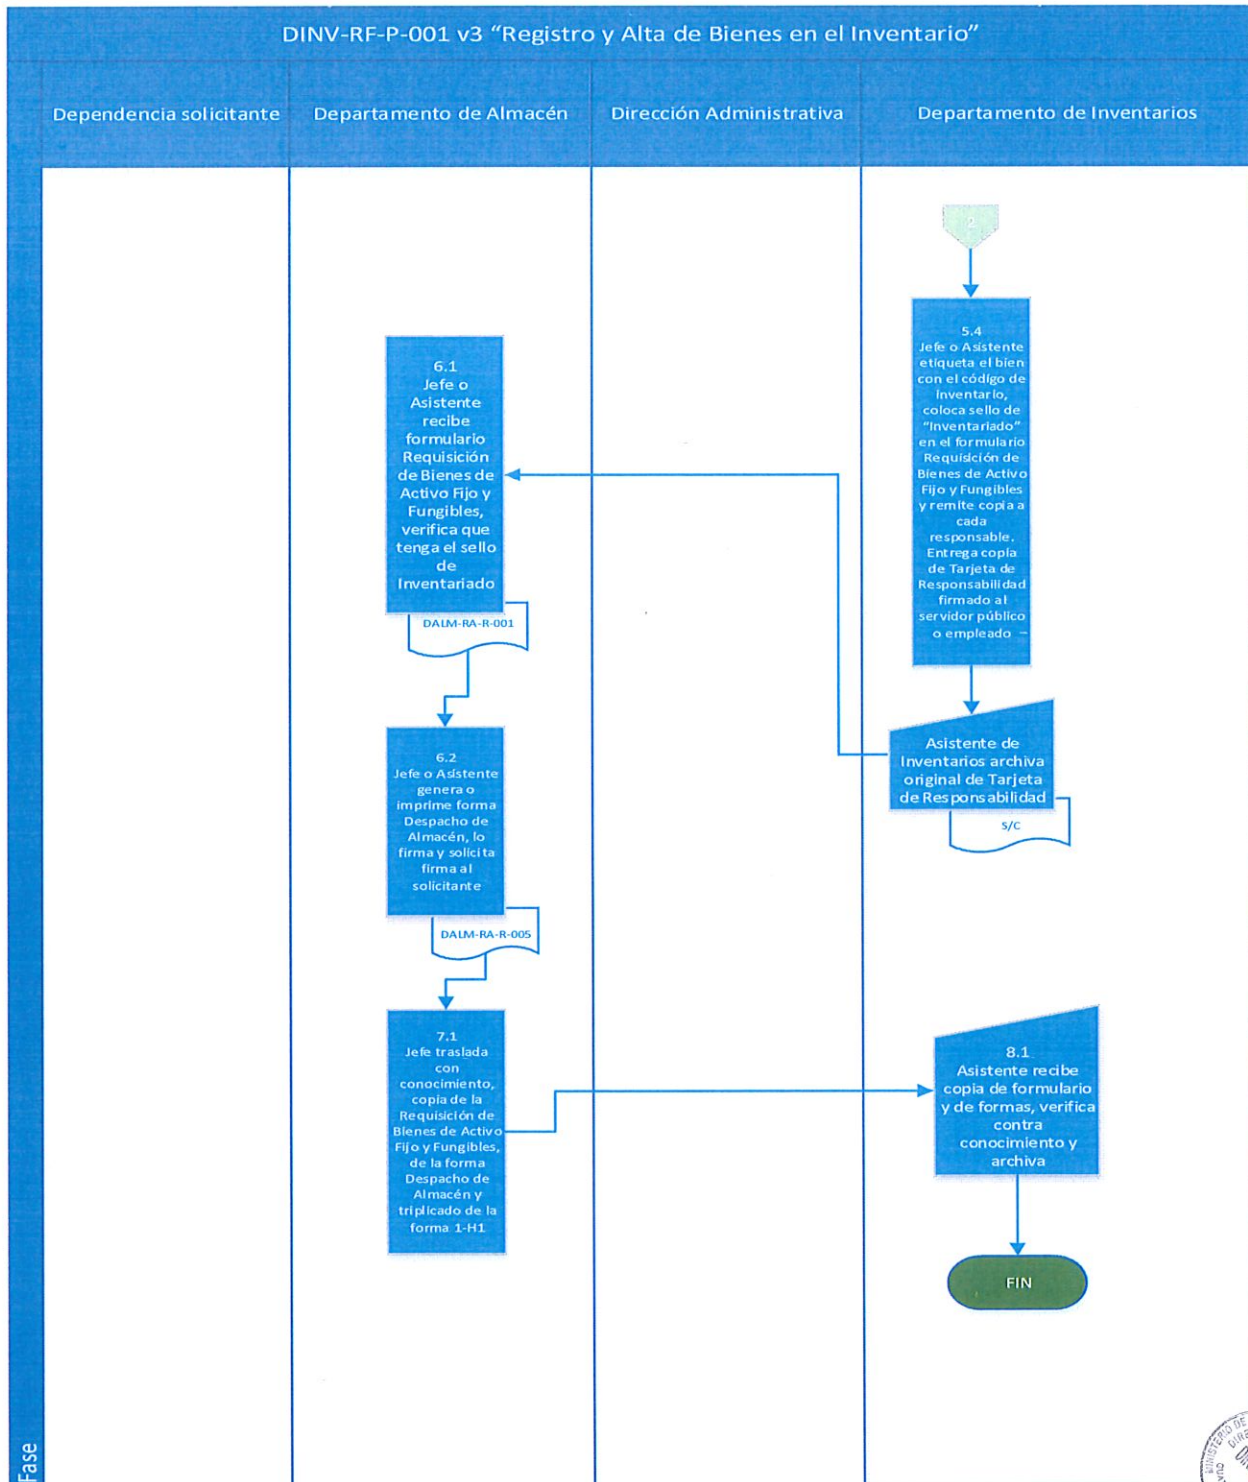 DINV-RF-P-001 v3 “Registro y Alta de Bienes en el Inventario”
Dependencia solicitante
Departamento de Almacén
Dirección Administrativa
Departamento de Inventarios
2
5.4
Jefe o Asistente
etiqueta el bien
con el código de
inventario,
coloca sello de
“Inventariado”
en el formulario
Requisición de
Bienes de Activo
Fijo y Fungibles
y remite copia a
cada
responsable.
Entrega copia
de Tarjeta de
Responsabilidad
firmado al
servidor público
o empleado
Asistente de
Inventarios archiva
original de Tarjeta
de Responsabilidad
S/C
6.1
Jefe o
Asistente
recibe
formulario
Requisición
de Bienes de
Activo Fijo y
Fungibles,
verifica que
tenga el sello
de
Inventariado
DALM-RA-R-001
6.2
Jefe o Asistente
genera o
imprime forma
Despacho de
Almacén, lo
firma y solicita
firma al
solicitante
DALM-RA-R-005
7.1
Jefe traslada
con
conocimiento,
copia de la
Requisición de
Bienes de Activo
Fijo y Fungibles,
de la forma
Despacho de
Almacén y
triplicado de la
forma 1-H1
8.1
Asistente recibe
copia de formulario
y de formas, verifica
contra
conocimiento y
archiva
FIN
Fase
MINISTERIO DE